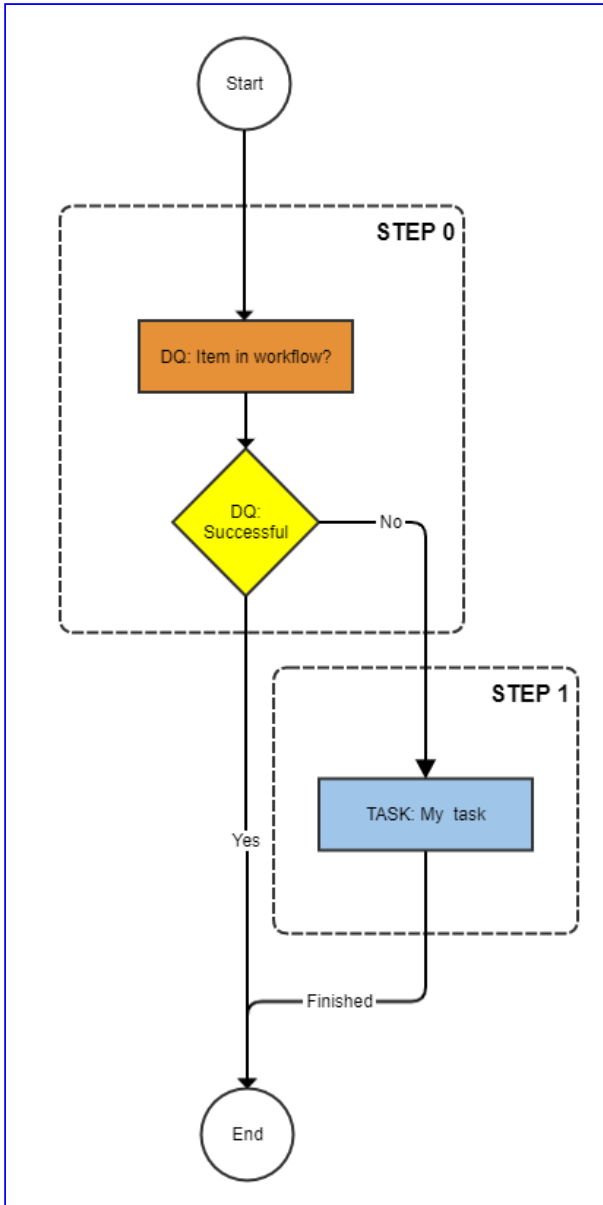 Start
STEP 0
DQ: Item in workflow?
DQ:
Successful
No
STEP 1
TASK: My  task
Yes
Finished
End